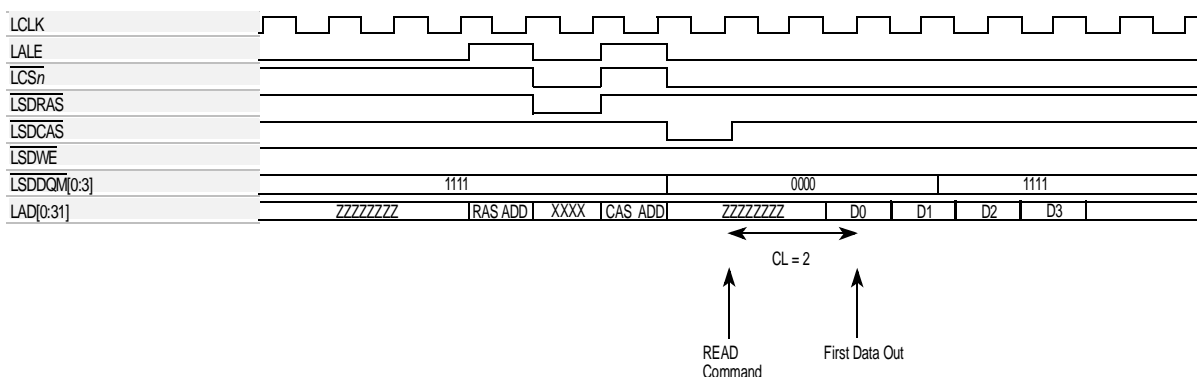 LCLK
LALE
LCSn
LSDRAS
LSDCAS
LSDWE
LSDDQM[0:3] 1111 0000 1111
LAD[0:31] ZZZZZZZZ RAS ADD XXXX CAS ADD ZZZZZZZZ D0 D1 D2 D3
CL = 2
READ Command
First Data Out